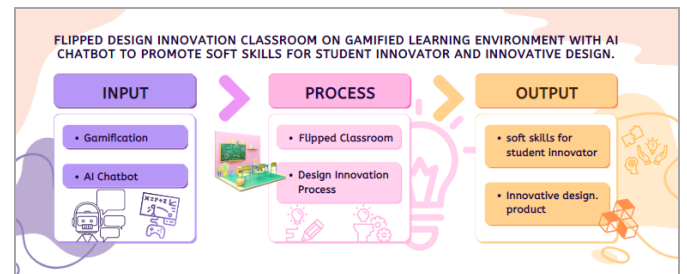 FLIPPED DESIGN INNOVATION CLASSROOM ON GAMIFIED LEARNING ENVIRONMENT WITH AI
CHATBOT TO PROMOTE SOFT SKILLS FOR STUDENT INNOVATOR AND INNOVATIVE DESIGN.
INPUT
• Gamification
• AI Chatbot
PROCESS
• Flipped Classroom
• Design Innovation
Process
OUTPUT
• soft skills for
student innovator
• Innovative design.
product